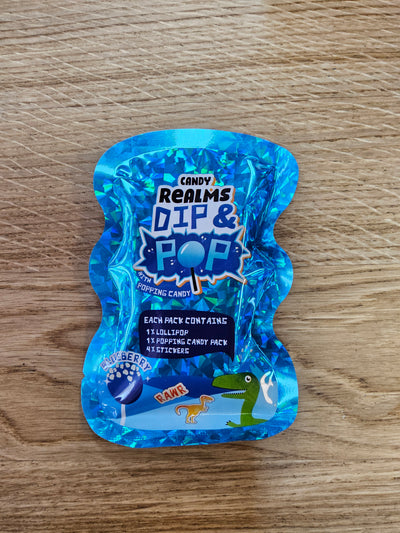 CANDY
REALMS
DIP &
POP
WITH POPPING CANDY
EACH PACK CONTAINS
1X LOLLIPOP
1X POPPING CANDY PACK
4X STICKERS
BLUEBERRY
RAWR